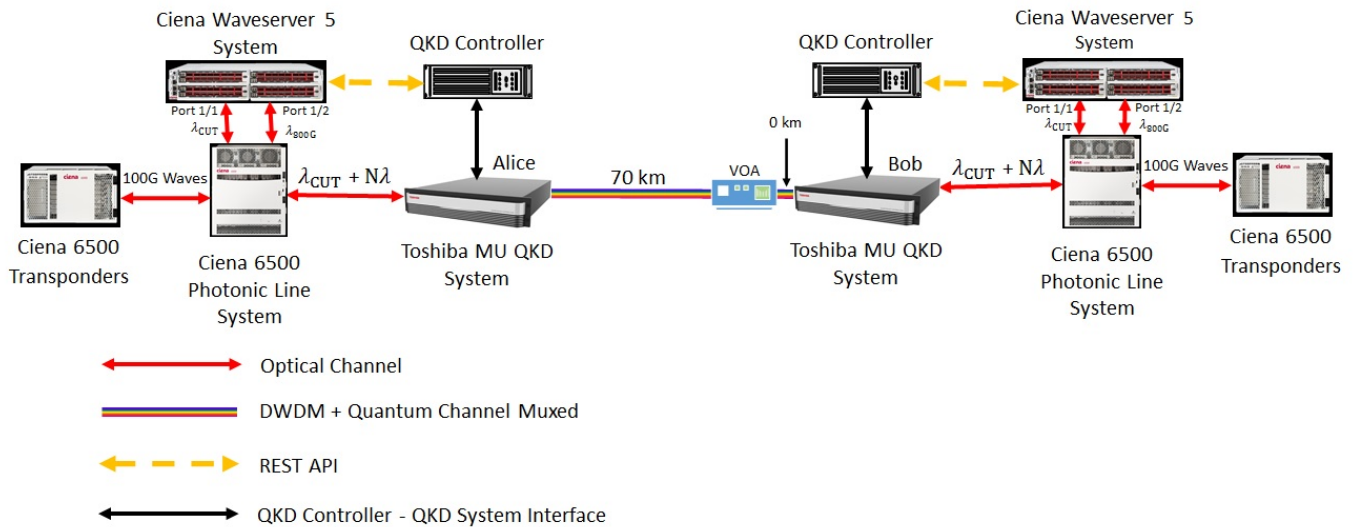 Ciena Waveserver 5
System
QKD Controller
Port 1/1
Port 1/2
λCUT
λ800G
100G Waves
Ciena 6500
Transponders
Ciena 6500
Photonic Line
System
λCUT + Nλ
Alice
Toshiba MU QKD
System
70 km
VOA
0 km
QKD Controller
Bob
Toshiba MU QKD
System
λCUT + Nλ
Ciena Waveserver 5
System
Port 1/1
Port 1/2
λCUT
λ800G
100G Waves
Ciena 6500
Photonic Line
System
Ciena 6500
Transponders
Optical Channel
DWDM + Quantum Channel Muxed
REST API
QKD Controller - QKD System Interface